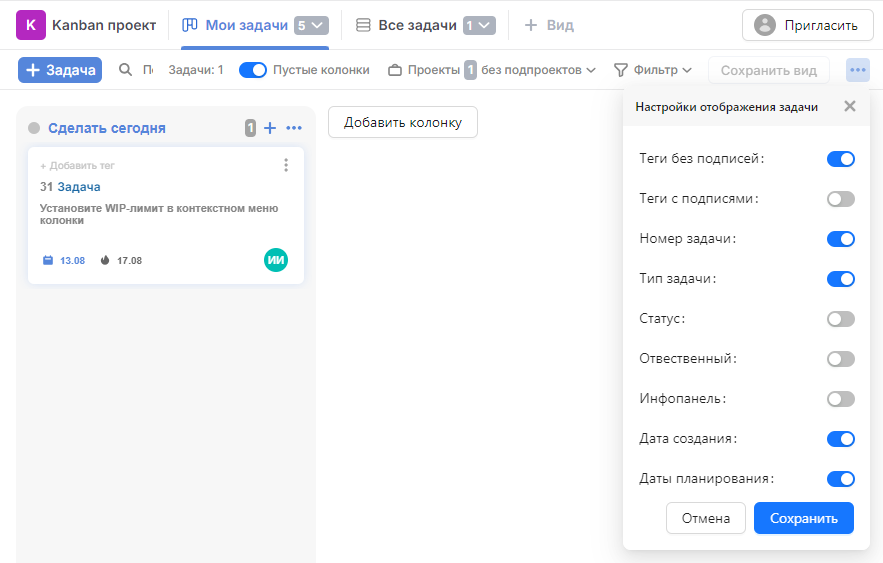 K Kanban проект Мои задачи 5 Все задачи 1 + Вид Пригласить
+ Задача Задачи: 1 Пустые колонки Проекты 1 без подпроектов Фильтр Сохранить вид ...
Сделать сегодня 1 + ...
Добавить колонку
+ Добавить тег
31 Задача
Установите WIP-лимит в контекстном меню
колонки
13.08 17.08 ИИ
Настройки отображения задачи
Теги без подписей:
Теги с подписями:
Номер задачи:
Тип задачи:
Статус:
Отвественный:
Инфопанель:
Дата создания:
Даты планирования:
Отмена Сохранить